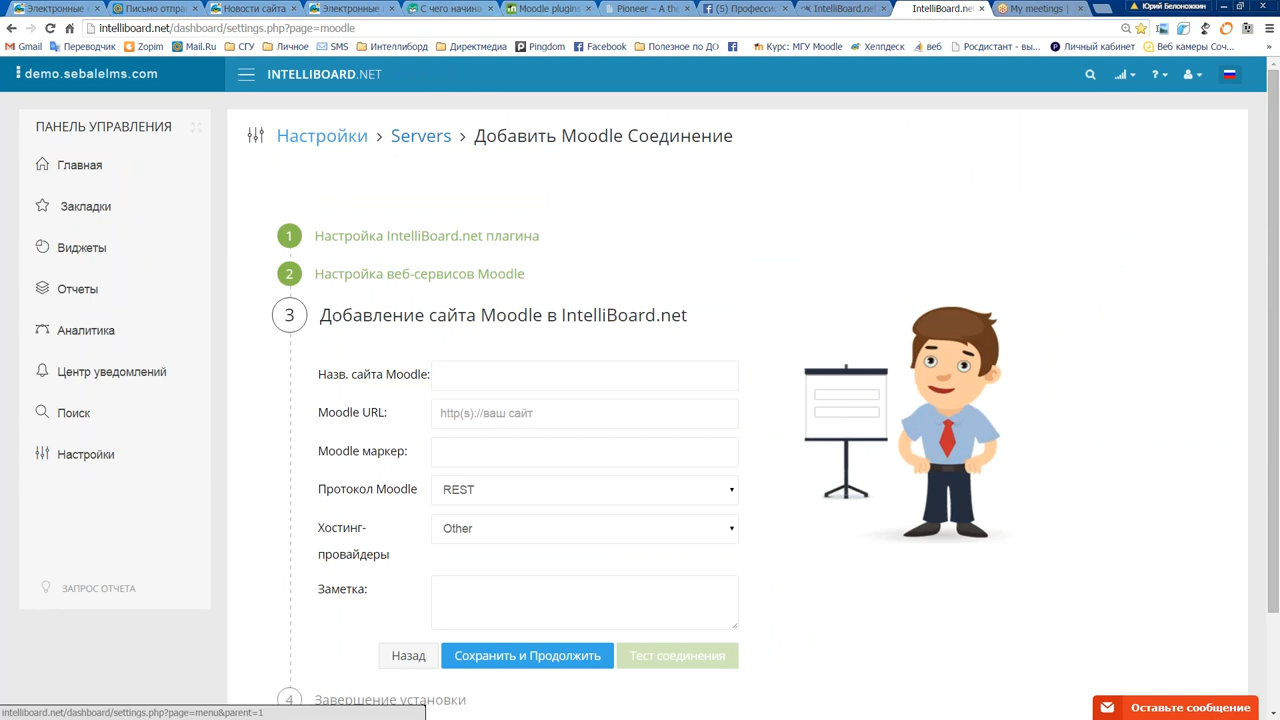 Электронные
Письмо отпра
Новости сайта
Электронные
С чего начина
Moodle plugins
Pioneer – A the
(5) Професси
IntelliBoard.net
IntelliBoard.net
My meetings
Юрий Белоножкин
intelliboard.net/dashboard/settings.php?page=moodle
Gmail Переводчик Zopim Mail.Ru СГУ Личное SMS Интеллиборд Директмедиа Pingdom Facebook Полезное по ДО Курс: МГУ Moodle Хелпдеск веб Росдистант - вы... Личный кабинет Веб камеры Соч...
demo.sebalelms.com
INTELLIBOARD.NET
ПАНЕЛЬ УПРАВЛЕНИЯ
Главная
Закладки
Виджеты
Отчеты
Аналитика
Центр уведомлений
Поиск
Настройки
ЗАПРОС ОТЧЕТА
Настройки > Servers > Добавить Moodle Соединение
1 Настройка IntelliBoard.net плагина
2 Настройка веб-сервисов Moodle
3 Добавление сайта Moodle в IntelliBoard.net
Назв. сайта Moodle:
Moodle URL: http(s)://ваш сайт
Moodle маркер:
Протокол Moodle REST
Хостинг-
провайдеры Other
Заметка:
Назад Сохранить и Продолжить Тест соединения
4 Завершение установки
intelliboard.net/dashboard/settings.php?page=menu&parent=1
Оставьте сообщение